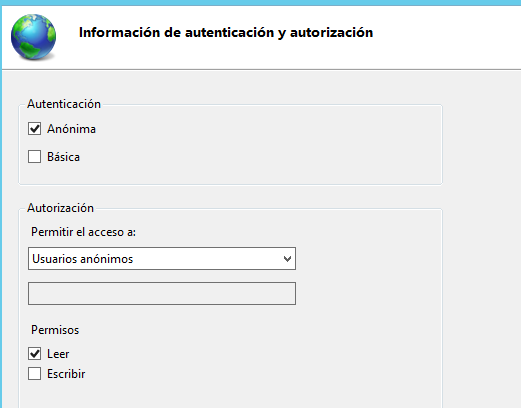 Información de autenticación y autorización
Autenticación
Anónima
Básica
Autorización
Permitir el acceso a:
Usuarios anónimos
Permisos
Leer
Escribir